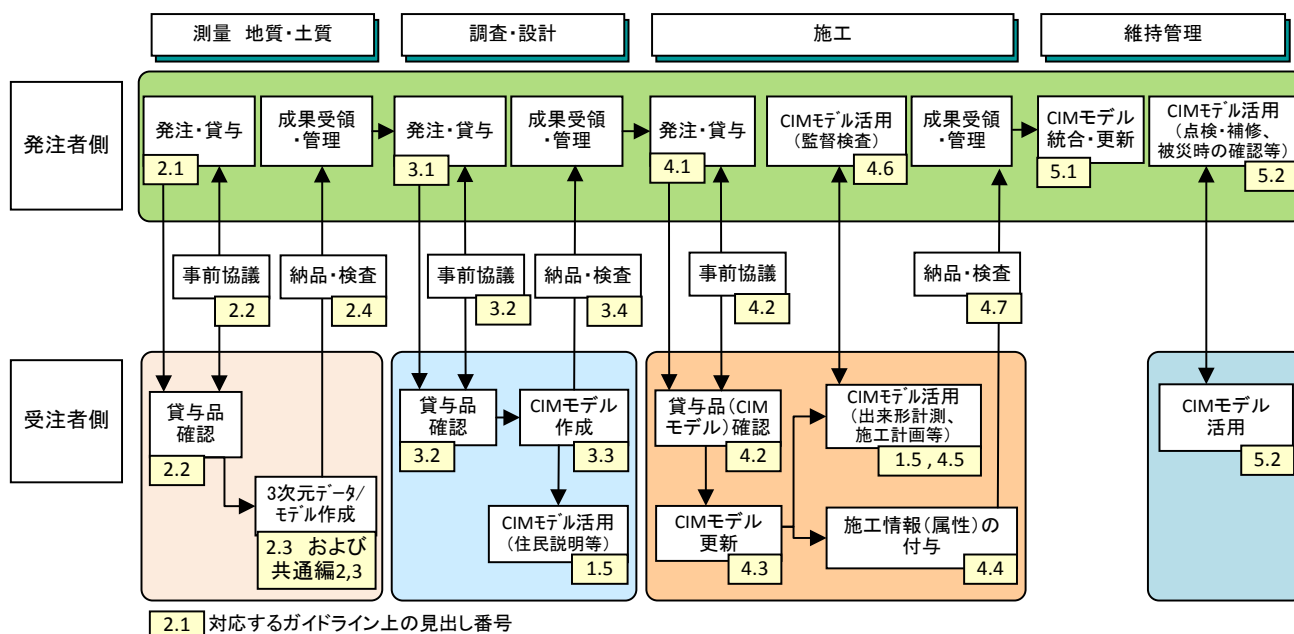 測量 地質・土質
調査・設計
施工
維持管理
発注者側
発注・貸与
2.1
成果受領
・管理
発注・貸与
3.1
成果受領
・管理
発注・貸与
4.1
CIMモデル活用
(監督検査)
4.6
成果受領
・管理
CIMモデル
統合・更新
5.1
CIMモデル活用
(点検・補修、
被災時の確認等)
5.2
事前協議
2.2
納品・検査
2.4
事前協議
3.2
納品・検査
3.4
事前協議
4.2
納品・検査
4.7
受注者側
貸与品
確認
2.2
3次元データ/
モデル作成
2.3 および
共通編2,3
貸与品
確認
3.2
CIMモデル
作成
3.3
CIMモデル活用
(住民説明等)
1.5
貸与品(CIM
モデル)確認
4.2
CIMモデル
更新
4.3
CIMモデル活用
(出来形計測、
施工計画等)
1.5 , 4.5
施工情報(属性)の
付与
4.4
CIMモデル
活用
5.2
2.1 対応するガイドライン上の見出し番号